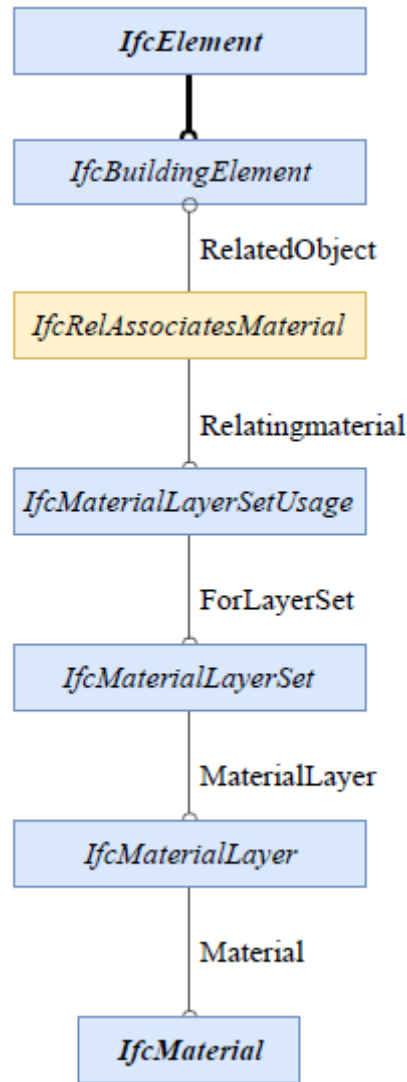 IfcElement
IfcBuildingElement
RelatedObject
IfcRelAssociatesMaterial
Relatingmaterial
IfcMaterialLayerSetUsage
ForLayerSet
IfcMaterialLayerSet
MaterialLayer
IfcMaterialLayer
Material
IfcMaterial